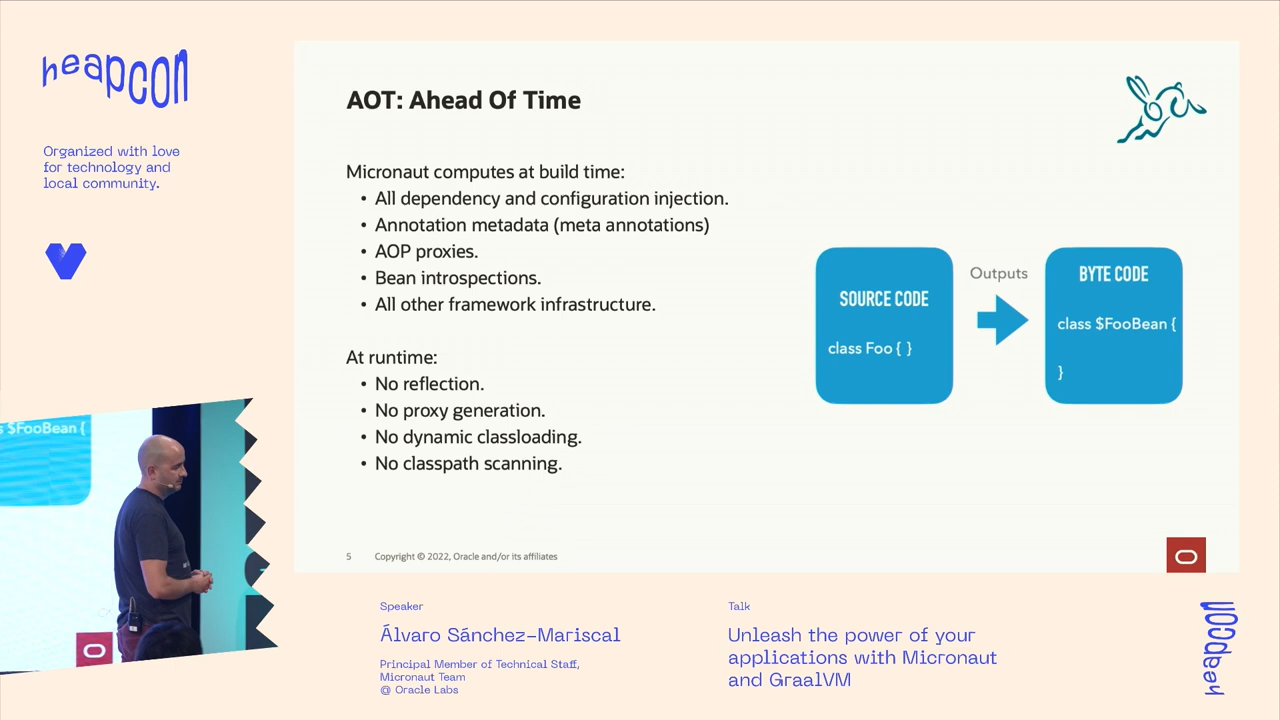 heapcon
Organized with love
for technology and
local community.
AOT: Ahead Of Time
Micronaut computes at build time:
• All dependency and configuration injection.
• Annotation metadata (meta annotations)
• AOP proxies.
• Bean introspections.
• All other framework infrastructure.
At runtime:
• No reflection.
• No proxy generation.
• No dynamic classloading.
• No classpath scanning.
SOURCE CODE
class Foo { }
Outputs
BYTE CODE
class $FooBean {
}
5 Copyright © 2022, Oracle and/or its affiliates
s $FooBean {
Speaker
Álvaro Sánchez-Mariscal
Principal Member of Technical Staff,
Micronaut Team
@ Oracle Labs
Talk
Unleash the power of your
applications with Micronaut
and GraalVM
heapcon